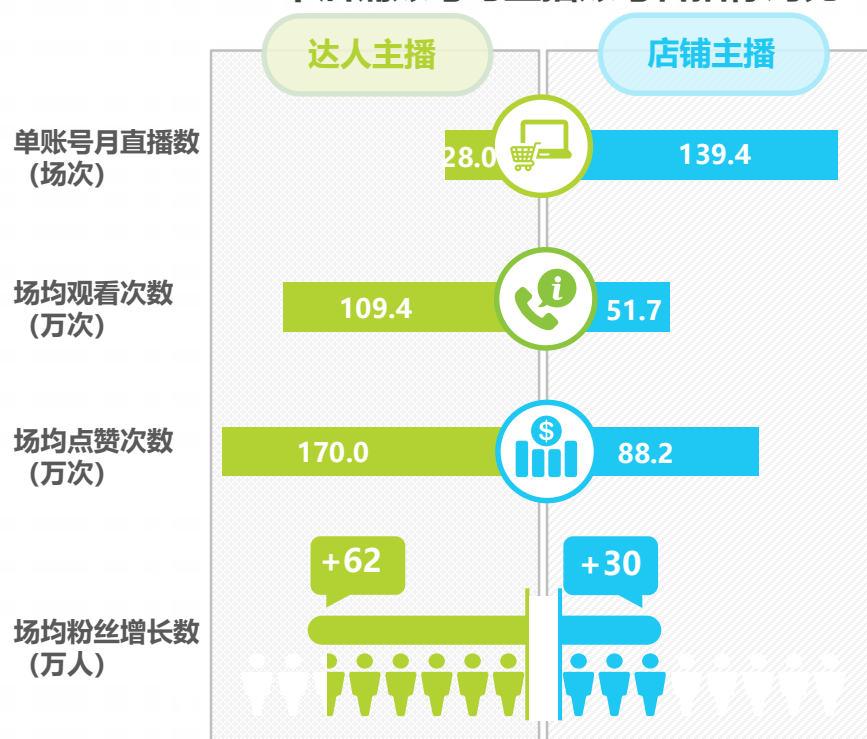 达人主播
店铺主播
单账号月直播数
（场次）
28.0
139.4
场均观看次数
（万次）
109.4
51.7
场均点赞次数
（万次）
170.0
88.2
+62
+30
场均粉丝增长数
（万人）